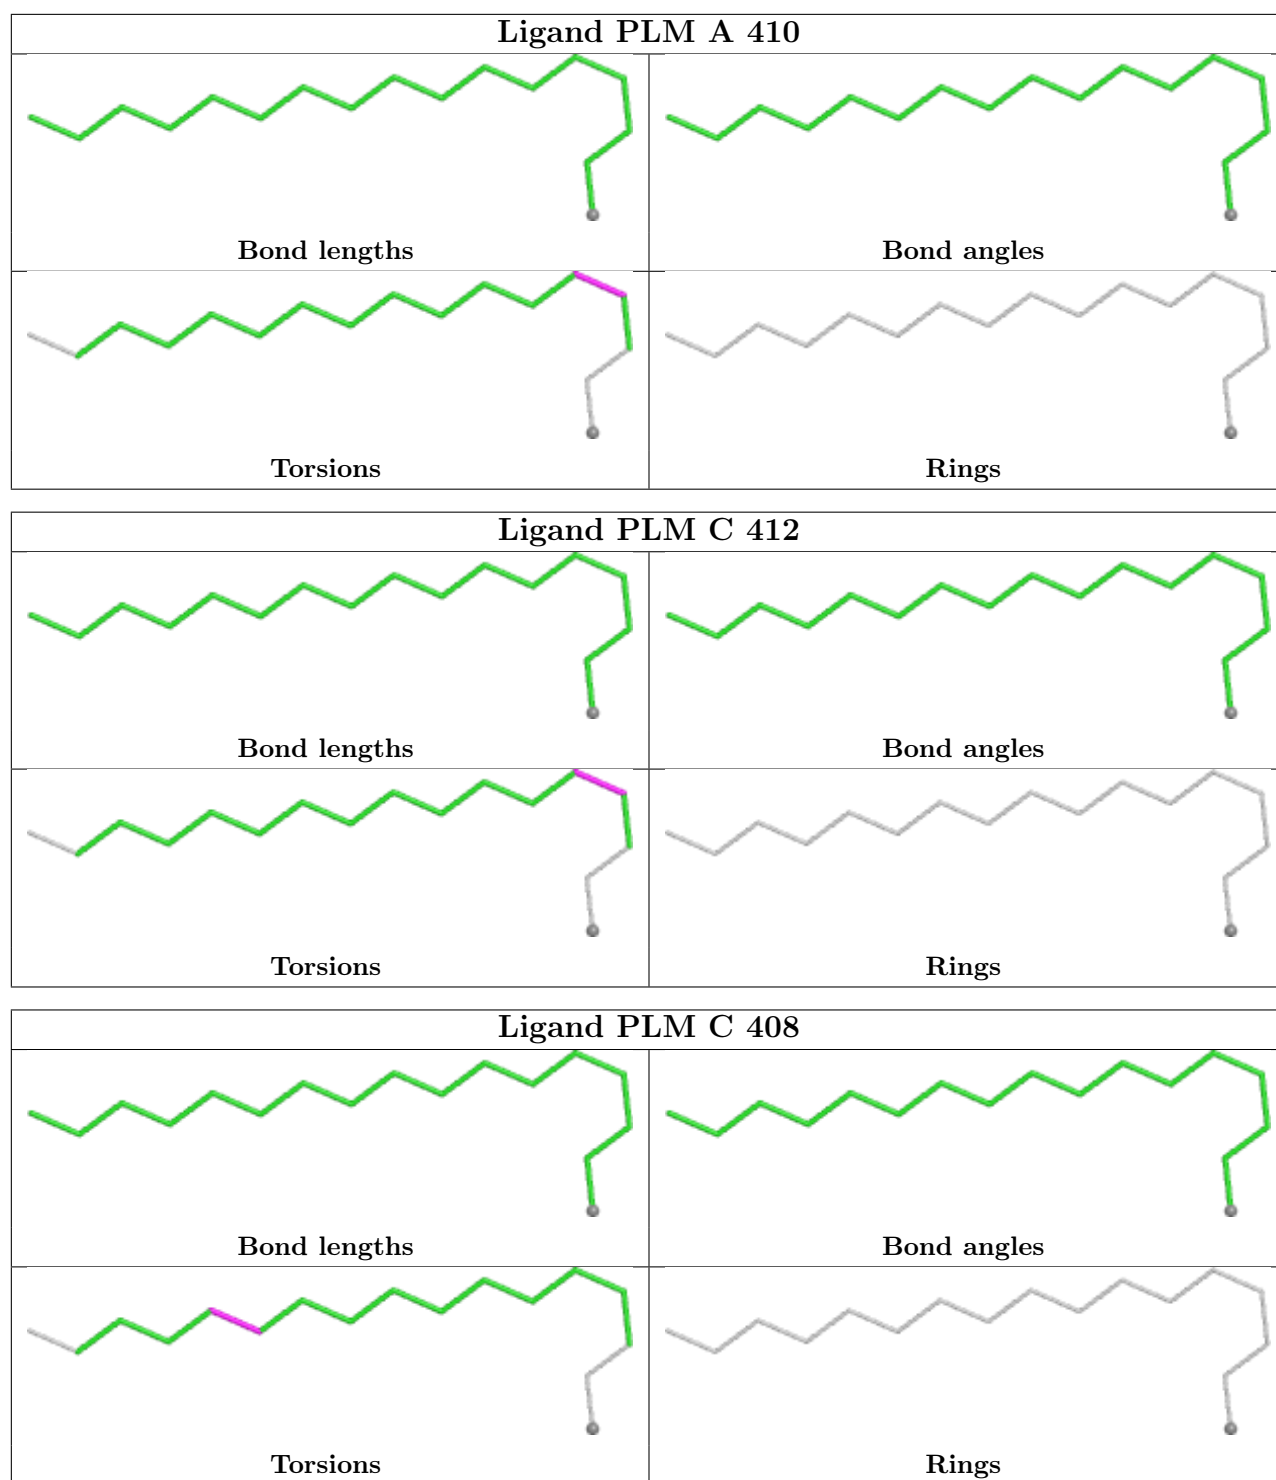 Ligand PLM A 410
Bond lengths
Bond angles
Torsions
Rings
Ligand PLM C 412
Bond lengths
Bond angles
Torsions
Rings
Ligand PLM C 408
Bond lengths
Bond angles
Torsions
Rings